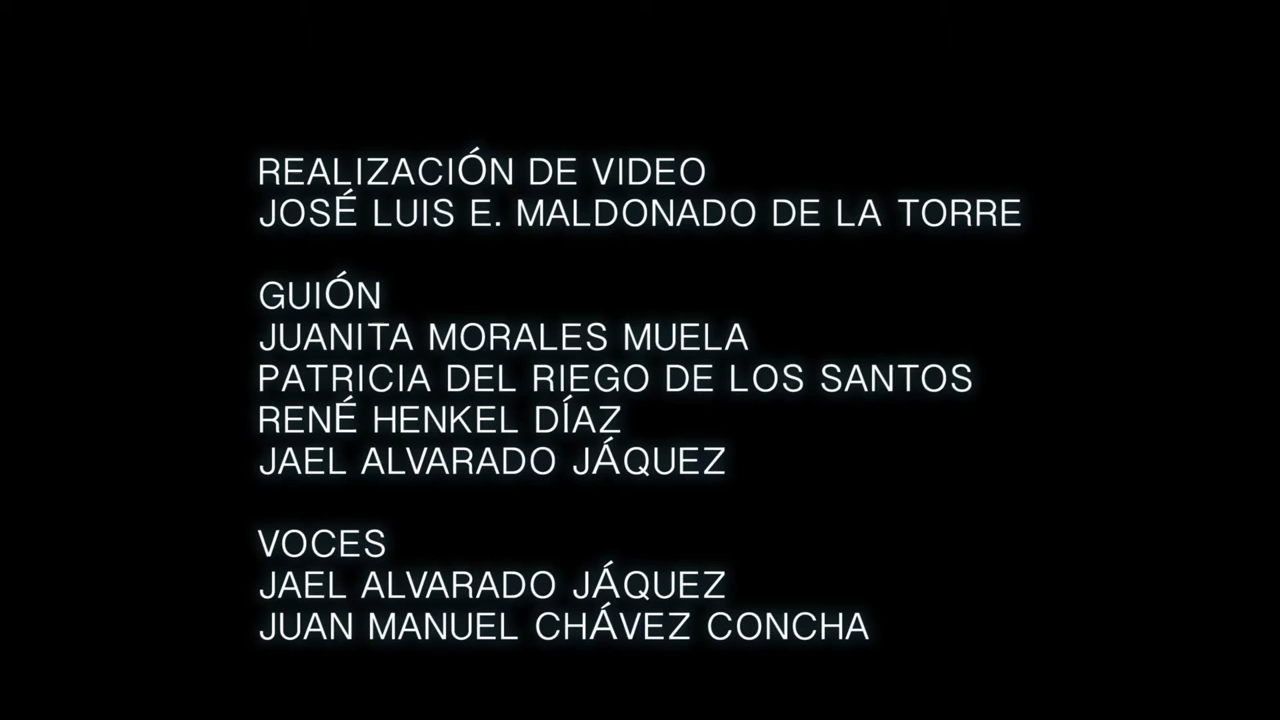 REALIZACIÓN DE VIDEO
JOSÉ LUIS E. MALDONADO DE LA TORRE
GUIÓN
JUANITA MORALES MUELA
PATRICIA DEL RIEGO DE LOS SANTOS
RENÉ HENKEL DÍAZ
JAEL ALVARADO JÁQUEZ
VOCES
JAEL ALVARADO JÁQUEZ
JUAN MANUEL CHÁVEZ CONCHA